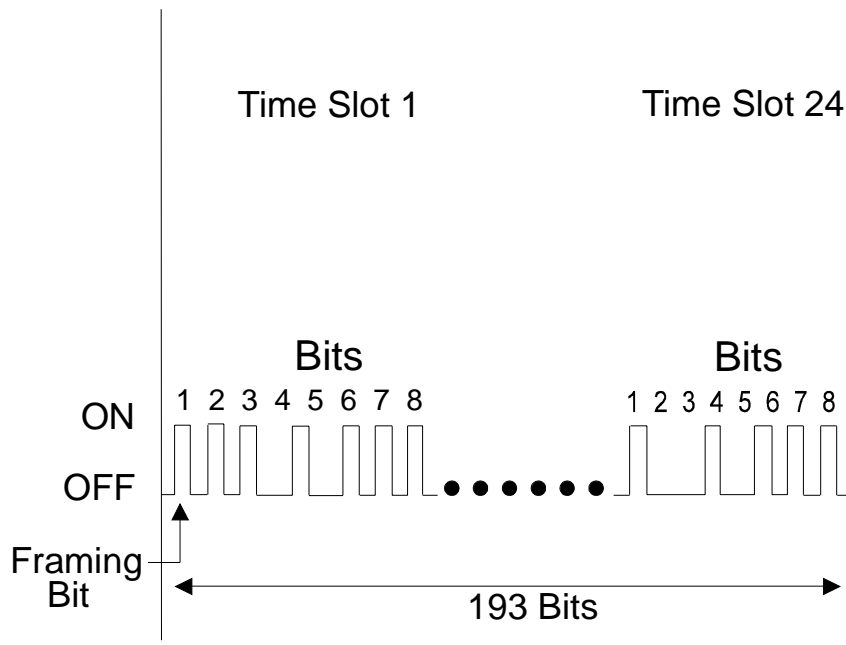 Time Slot 1 Time Slot 24
Bits Bits
1 2 3 4 5 6 7 8 1 2 3 4 5 6 7 8
ON
OFF
Framing
Bit
193 Bits